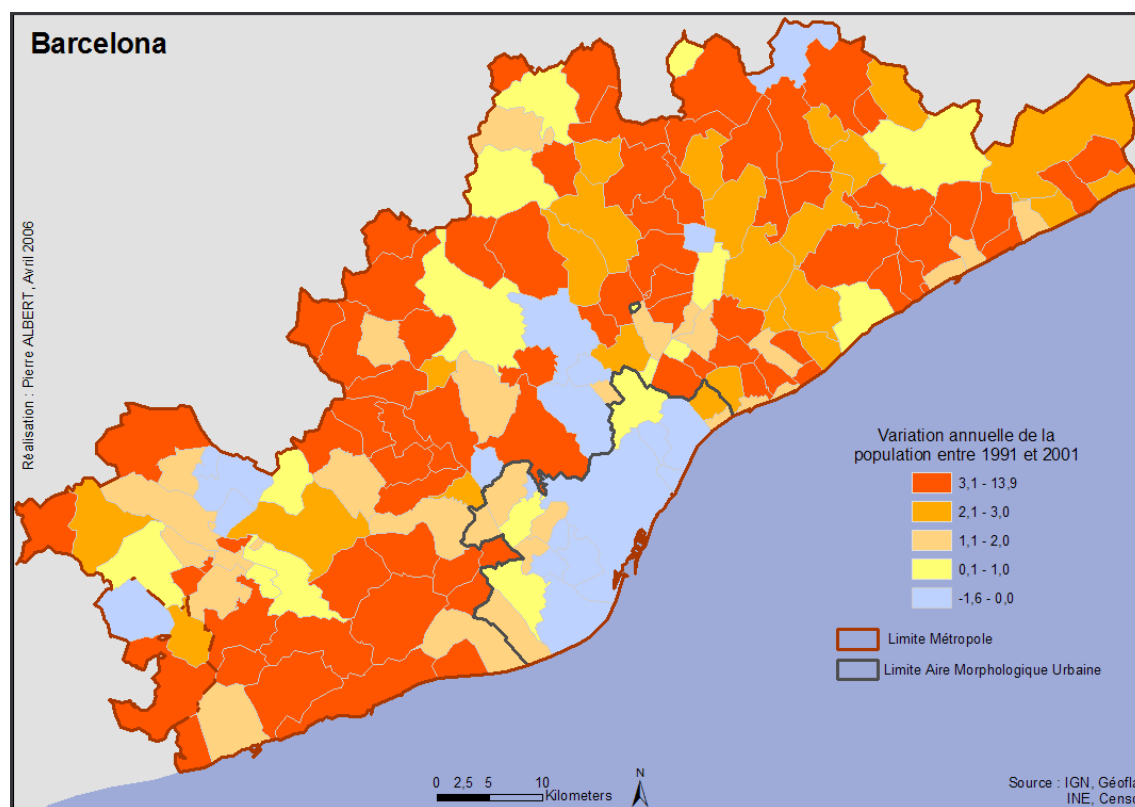 Barcelona
Réalisation : Pierre ALBERT, Avril 2006
Variation annuelle de la
population entre 1991 et 2001
3,1 - 13,9
2,1 - 3,0
1,1 - 2,0
0,1 - 1,0
-1,6 - 0,0
Limite Métropole
Limite Aire Morphologique Urbaine
0 2,5 5 10
Kilometers
N
Source : IGN, Géofla
INE, Censo